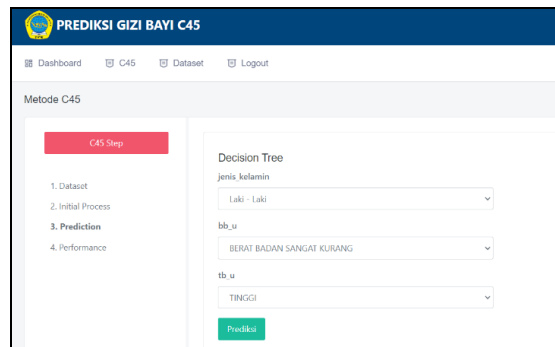 PREDIKSI GIZI BAYI C45
Dashboard C45 Dataset Logout
Metode C45
C45 Step
1. Dataset
2. Initial Process
3. Prediction
4. Performance
Decision Tree
jenis_kelamin
Laki - Laki
bb_u
BERAT BADAN SANGAT KURANG
tb_u
TINGGI
Prediksi